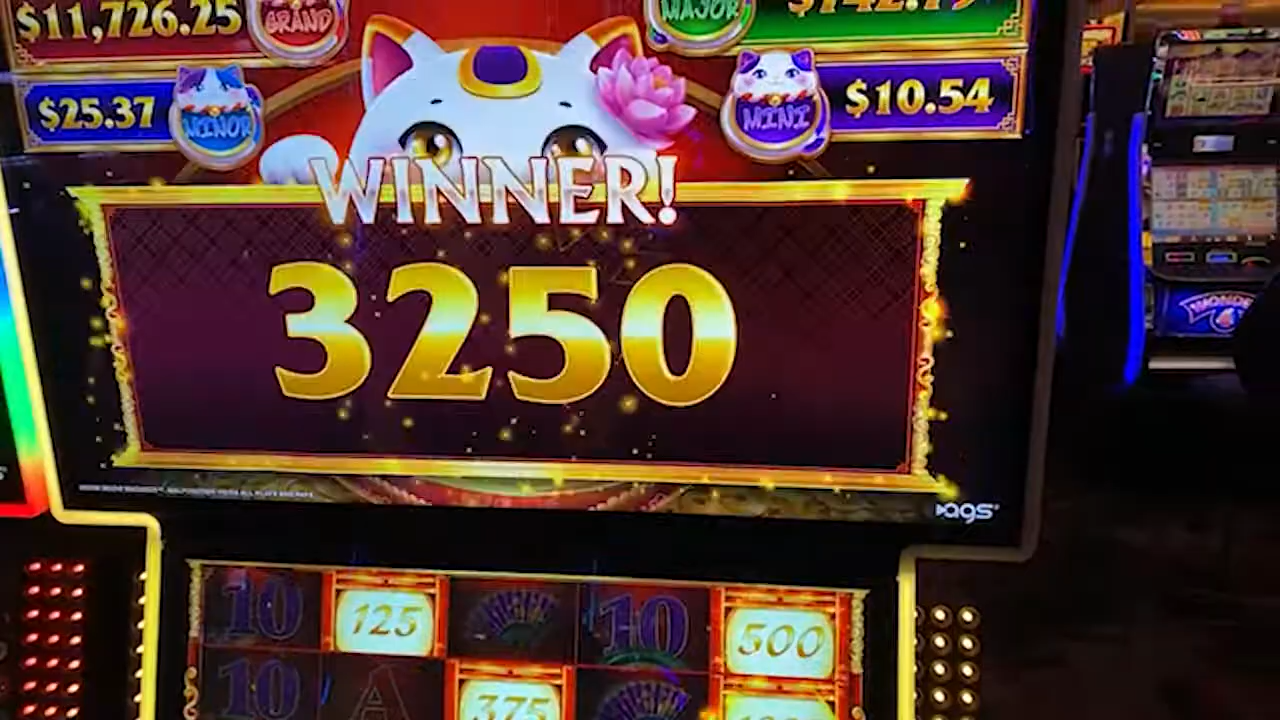 $11,726.25
GRAND
MAJOR
$25.37
MINOR
MINI
$10.54
WINNER!
3250
ags
10
125
10
500
10
A
375